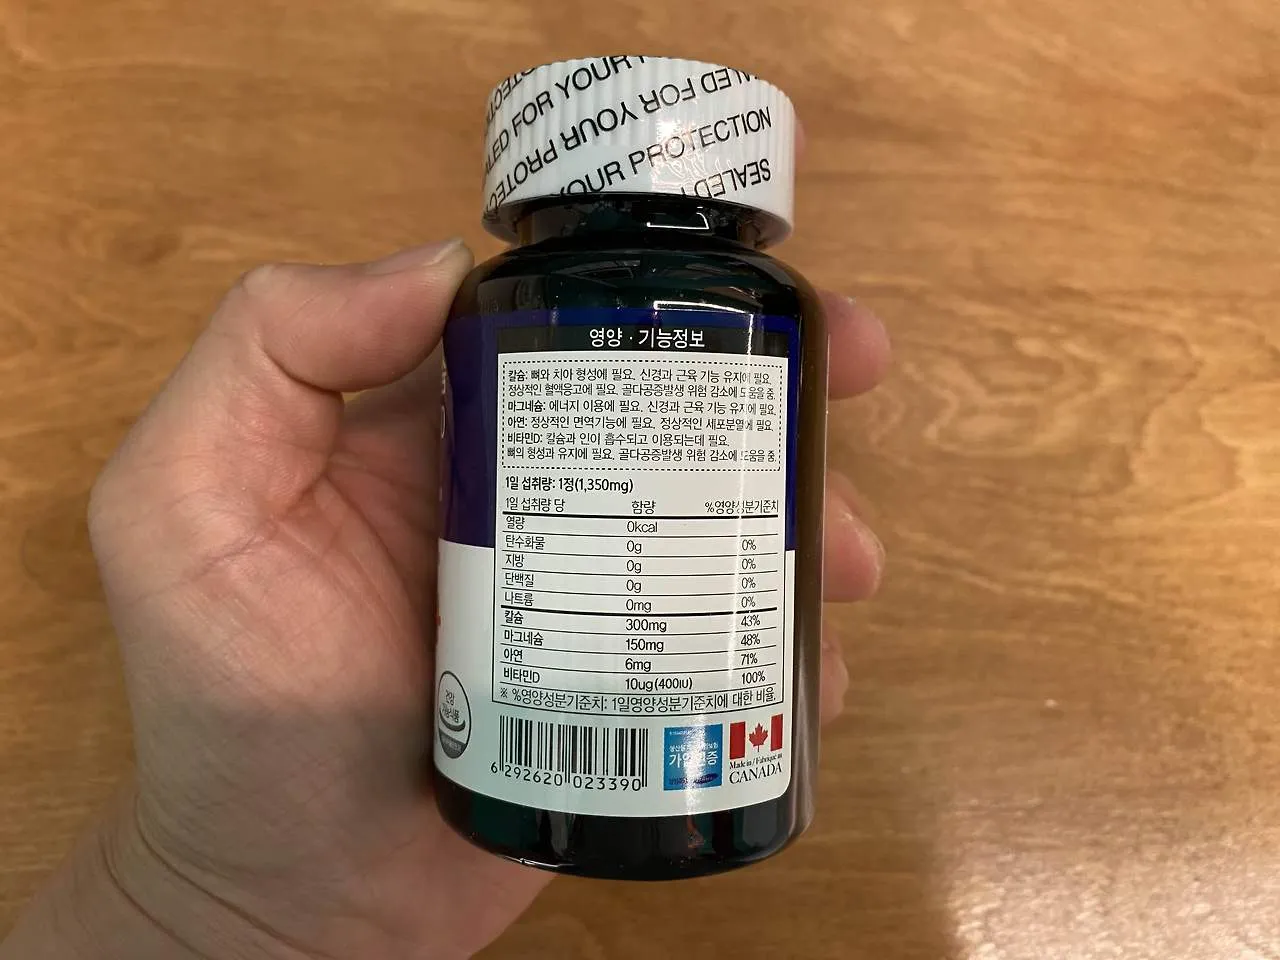 SEALED FOR YOUR PROTECTION
영양 · 기능정보
칼슘: 뼈와 치아 형성에 필요. 신경과 근육 기능 유지에 필요.
정상적인 혈액응고에 필요. 골다공증발생 위험 감소에 도움을 줌.
마그네슘: 에너지 이용에 필요. 신경과 근육 기능 유지에 필요.
아연: 정상적인 면역기능에 필요. 정상적인 세포분열에 필요.
비타민D: 칼슘과 인이 흡수되고 이용되는데 필요.
뼈의 형성과 유지에 필요. 골다공증발생 위험 감소에 도움을 줌.
1일 섭취량: 1정(1,350mg)
1일 섭취량 당 함량 %영양성분기준치
열량 0kcal
탄수화물 0g 0%
지방 0g 0%
단백질 0g 0%
나트륨 0mg 0%
칼슘 300mg 43%
마그네슘 150mg 48%
아연 6mg 71%
비타민D 10ug(400IU) 100%
※ %영양성분기준치: 1일영양성분기준치에 대한 비율.
건강
기능식품
6 292620 023390
Made in / Fabriqué au
CANADA